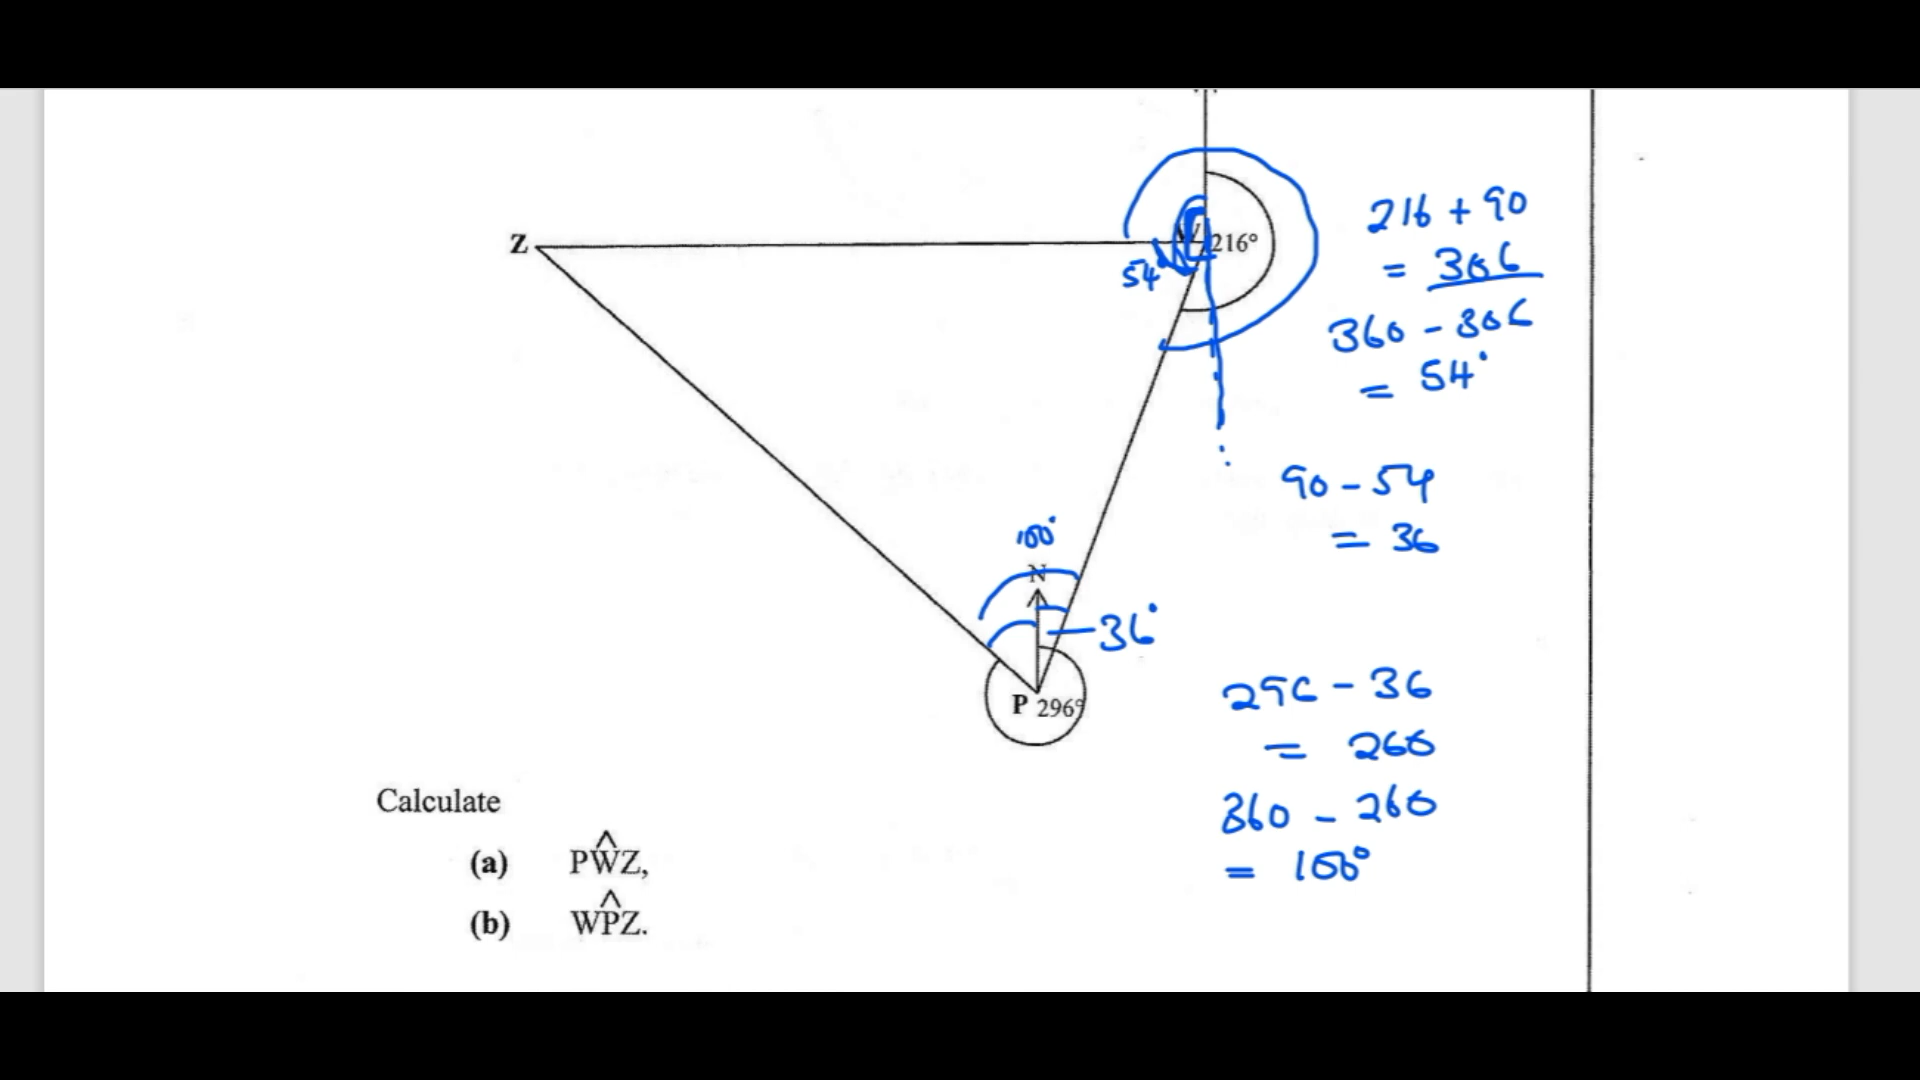 216 + 90
Z
W
216°
54°
= 306
360 - 306
= 54°
90 - 54
= 36
100°
N
36°
P 296°
296 - 36
= 260
Calculate
360 - 260
(a) PŴZ,
= 100°
(b) WP̂Z.